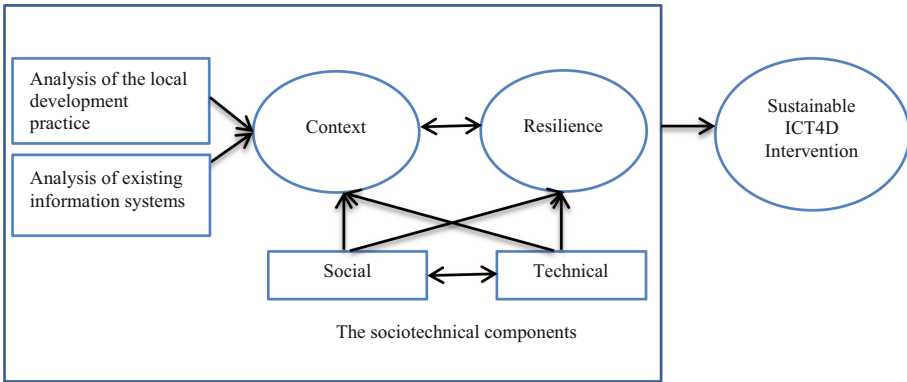 Analysis of the local
development
practice
Analysis of existing
information systems
Context
Resilience
Sustainable
ICT4D
Intervention
Social
Technical
The sociotechnical components